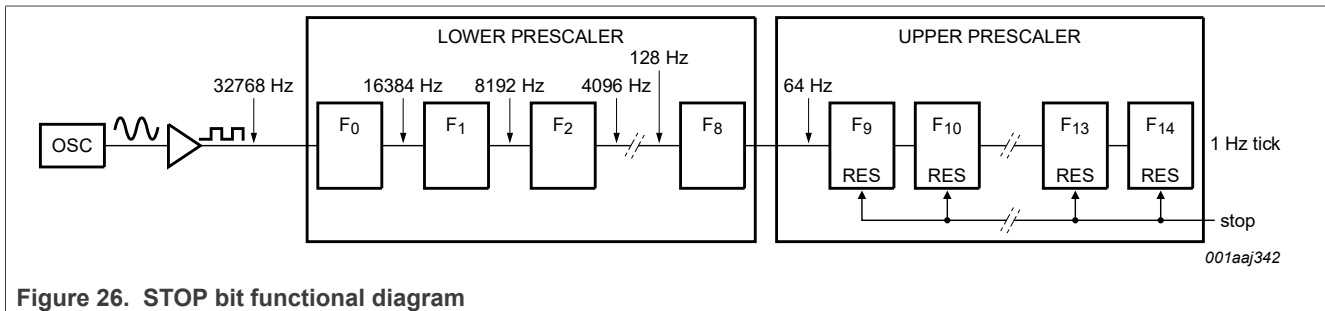 LOWER PRESCALER
UPPER PRESCALER
128 Hz
32768 Hz
16384 Hz
8192 Hz
4096 Hz
64 Hz
OSC
F0
F1
F2
F8
F9
F10
F13
F14
1 Hz tick
RES
RES
RES
RES
stop
001aaj342
Figure 26. STOP bit functional diagram